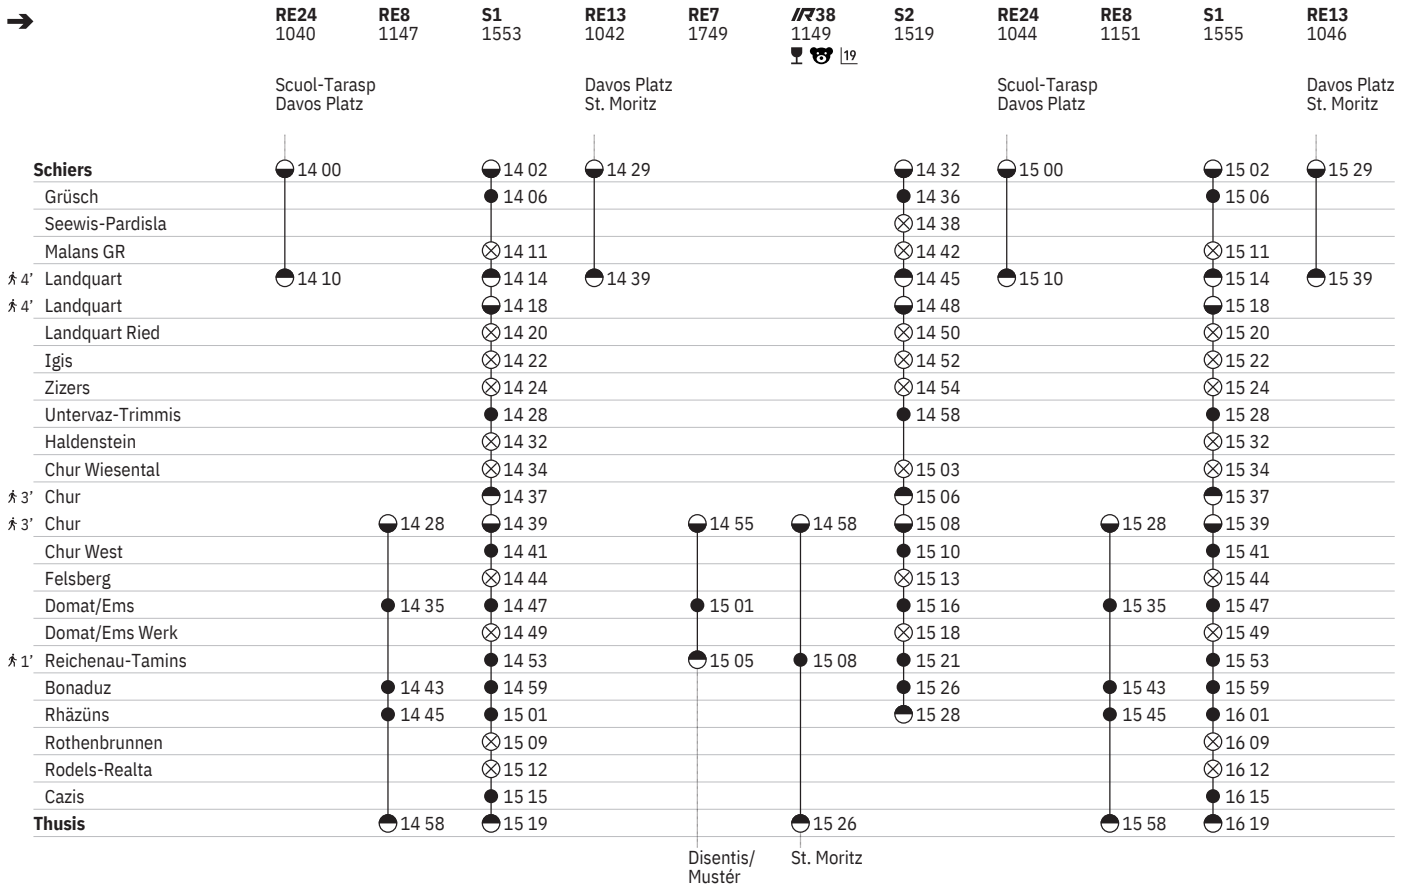 RE24 RE8 S1 RE13 RE7 IR38 S2 RE24 RE8 S1 RE13
1040 1147 1553 1042 1749 1149 1519 1044 1151 1555 1046
19
Scuol-Tarasp Davos Platz Scuol-Tarasp Davos Platz
Davos Platz St. Moritz Davos Platz St. Moritz
Schiers 14 00 14 02 14 29 14 32 15 00 15 02 15 29
Grüsch 14 06 14 36 15 06
Seewis-Pardisla 14 38
Malans GR 14 11 14 42 15 11
4’ Landquart 14 10 14 14 14 39 14 45 15 10 15 14 15 39
4’ Landquart 14 18 14 48 15 18
Landquart Ried 14 20 14 50 15 20
Igis 14 22 14 52 15 22
Zizers 14 24 14 54 15 24
Untervaz-Trimmis 14 28 14 58 15 28
Haldenstein 14 32 15 32
Chur Wiesental 14 34 15 03 15 34
3’ Chur 14 37 15 06 15 37
3’ Chur 14 28 14 39 14 55 14 58 15 08 15 28 15 39
Chur West 14 41 15 10 15 41
Felsberg 14 44 15 13 15 44
Domat/Ems 14 35 14 47 15 01 15 16 15 35 15 47
Domat/Ems Werk 14 49 15 18 15 49
1’ Reichenau-Tamins 14 53 15 05 15 08 15 21 15 53
Bonaduz 14 43 14 59 15 26 15 43 15 59
Rhäzüns 14 45 15 01 15 28 15 45 16 01
Rothenbrunnen 15 09 16 09
Rodels-Realta 15 12 16 12
Cazis 15 15 16 15
Thusis 14 58 15 19 15 26 15 58 16 19
Disentis/ St. Moritz
Mustér